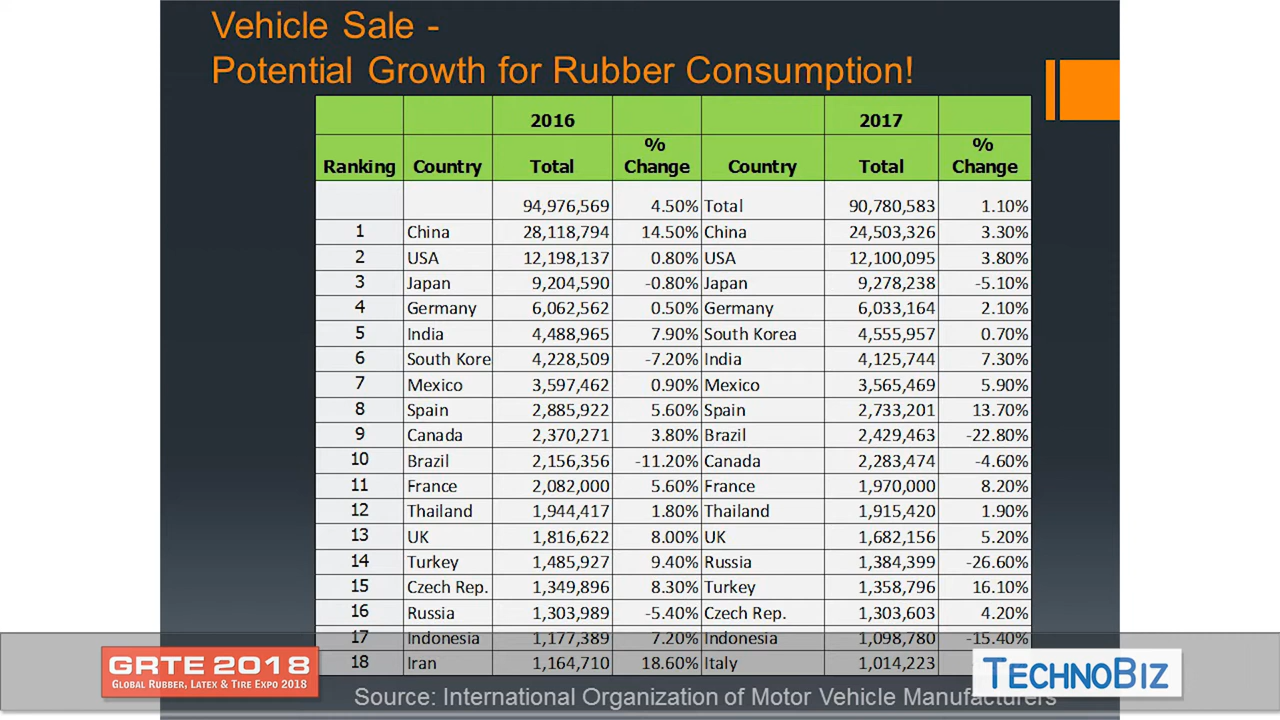 Vehicle Sale -
Potential Growth for Rubber Consumption!
2016 2017
Ranking Country Total % Change Country Total % Change
94,976,569 4.50% Total 90,780,583 1.10%
1 China 28,118,794 14.50% China 24,503,326 3.30%
2 USA 12,198,137 0.80% USA 12,100,095 3.80%
3 Japan 9,204,590 -0.80% Japan 9,278,238 -5.10%
4 Germany 6,062,562 0.50% Germany 6,033,164 2.10%
5 India 4,488,965 7.90% South Korea 4,555,957 0.70%
6 South Kore 4,228,509 -7.20% India 4,125,744 7.30%
7 Mexico 3,597,462 0.90% Mexico 3,565,469 5.90%
8 Spain 2,885,922 5.60% Spain 2,733,201 13.70%
9 Canada 2,370,271 3.80% Brazil 2,429,463 -22.80%
10 Brazil 2,156,356 -11.20% Canada 2,283,474 -4.60%
11 France 2,082,000 5.60% France 1,970,000 8.20%
12 Thailand 1,944,417 1.80% Thailand 1,915,420 1.90%
13 UK 1,816,622 8.00% UK 1,682,156 5.20%
14 Turkey 1,485,927 9.40% Russia 1,384,399 -26.60%
15 Czech Rep. 1,349,896 8.30% Turkey 1,358,796 16.10%
16 Russia 1,303,989 -5.40% Czech Rep. 1,303,603 4.20%
17 Indonesia 1,177,389 7.20% Indonesia 1,098,780 -15.40%
18 Iran 1,164,710 18.60% Italy 1,014,223
GRTE 2018
GLOBAL RUBBER, LATEX & TIRE EXPO 2018
TECHNOBIZ
Source: International Organization of Motor Vehicle Manufacturers